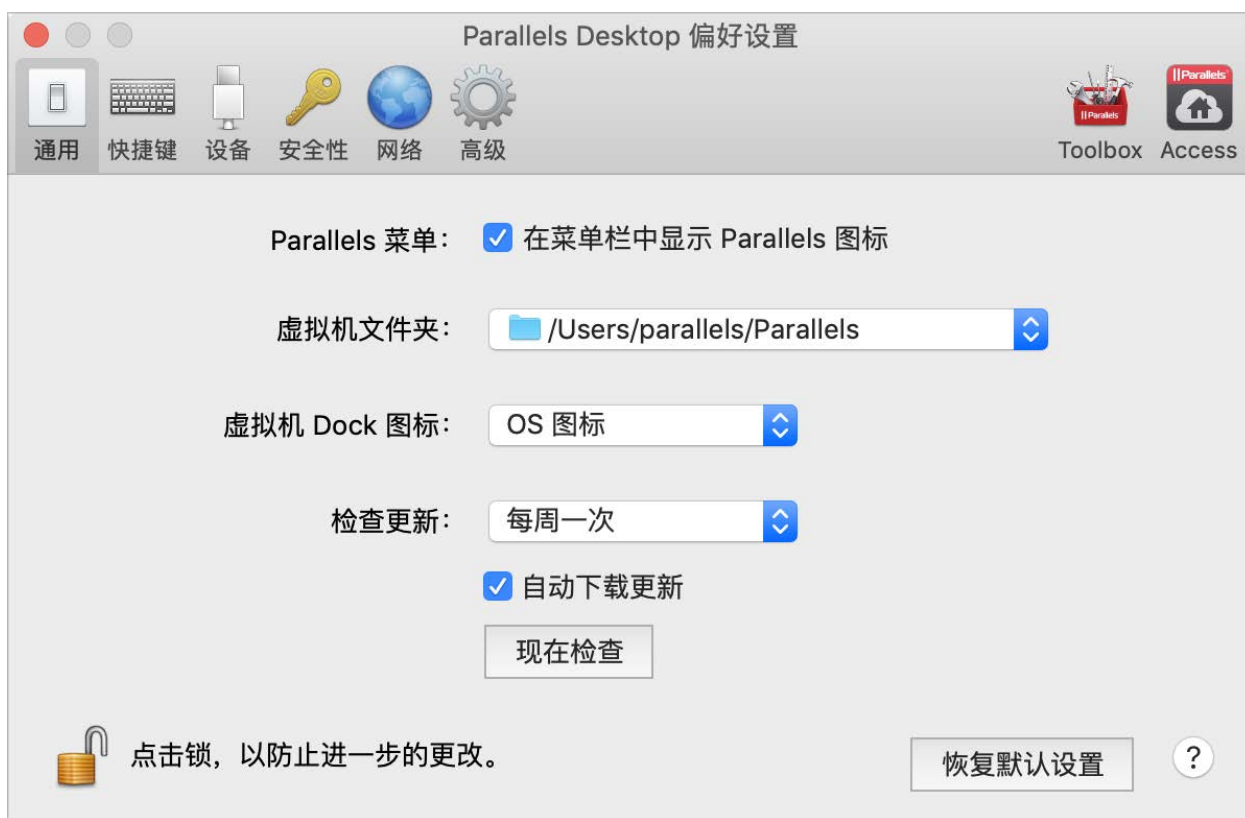 Parallels Desktop 偏好设置
||Parallels
||Parallels®
通用 快捷键 设备 安全性 网络 高级 Toolbox Access
Parallels 菜单： 在菜单栏中显示 Parallels 图标
虚拟机文件夹： /Users/parallels/Parallels
虚拟机 Dock 图标： OS 图标
检查更新： 每周一次
自动下载更新
现在检查
点击锁，以防止进一步的更改。 恢复默认设置 ?